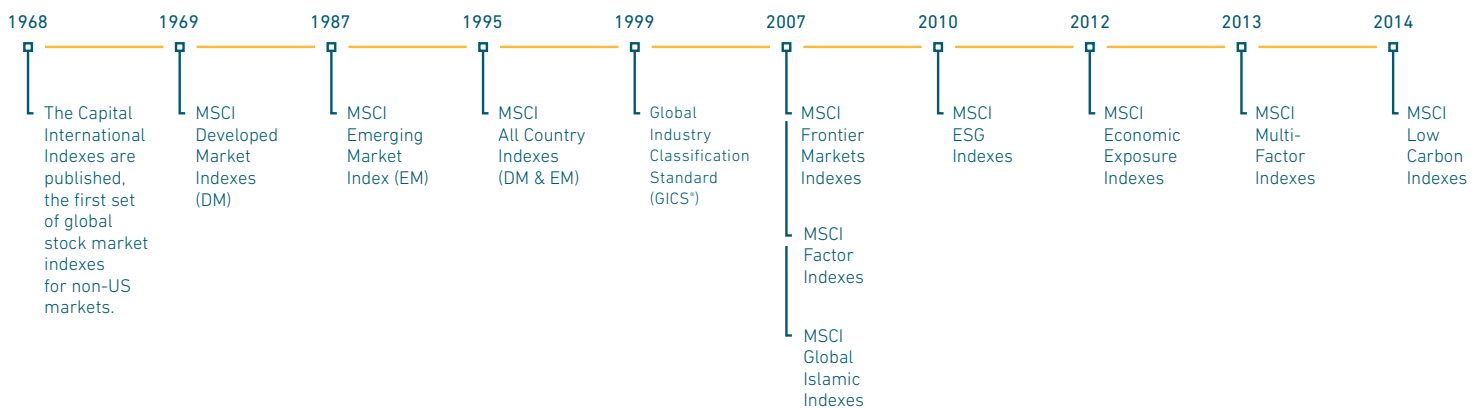 1968
The Capital
International
Indexes are
published,
the first set
of global
stock market
indexes
for non-US
markets.
1969
MSCI
Developed
Market
Indexes
(DM)
1987
MSCI
Emerging
Market
Index (EM)
1995
MSCI
All Country
Indexes
(DM & EM)
1999
Global
Industry
Classification
Standard
(GICS®)
2007
MSCI
Frontier
Markets
Indexes
MSCI
Factor
Indexes
MSCI
Global
Islamic
Indexes
2010
MSCI
ESG
Indexes
2012
MSCI
Economic
Exposure
Indexes
2013
MSCI
Multi-
Factor
Indexes
2014
MSCI
Low
Carbon
Indexes